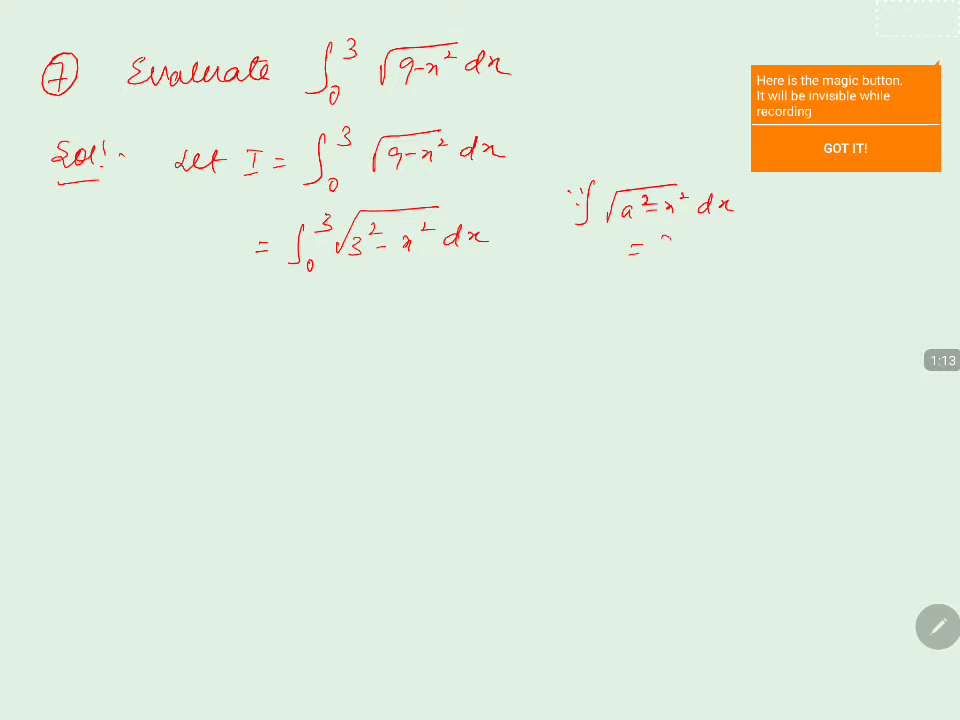 ⑦ Evaluate ∫₀³ √(9-x²) dx
Sol:- Let I = ∫₀³ √(9-x²) dx
= ∫₀³ √(3² - x²) dx
∵ ∫ √(a² - x²) dx
=
Here is the magic button.
It will be invisible while
recording
GOT IT!
1:13